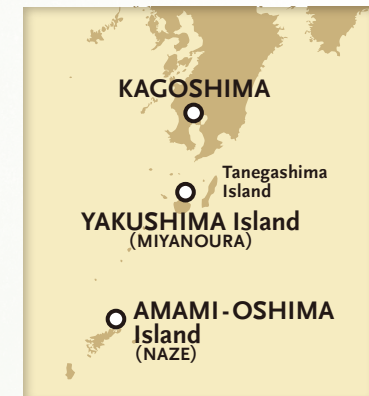 KAGOSHIMA
Tanegashima
Island
YAKUSHIMA Island
(MIYANOURA)
AMAMI-OSHIMA
Island
(NAZE)